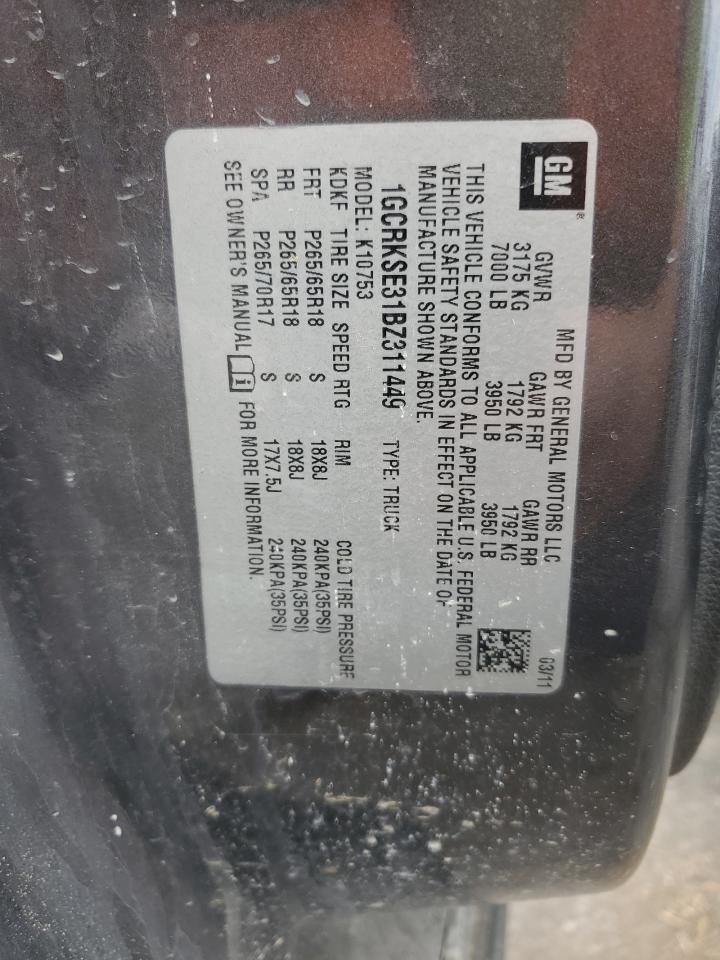 GM
®
MFD BY GENERAL MOTORS LLC
03/11
GVWR GAWR FRT GAWR RR
3175 KG 1792 KG 1792 KG
7000 LB 3950 LB 3950 LB
THIS VEHICLE CONFORMS TO ALL APPLICABLE U.S. FEDERAL MOTOR
VEHICLE SAFETY STANDARDS IN EFFECT ON THE DATE OF
MANUFACTURE SHOWN ABOVE.
1GCRKSE31BZ311449 TYPE: TRUCK
MODEL: K10753
KDKF TIRE SIZE SPEED RTG RIM COLD TIRE PRESSURE
FRT P265/65R18 S 18X8J 240KPA(35PSI)
RR P265/65R18 S 18X8J 240KPA(35PSI)
SPA P265/70R17 S 17X7.5J 240KPA(35PSI)
SEE OWNER'S MANUAL i FOR MORE INFORMATION.